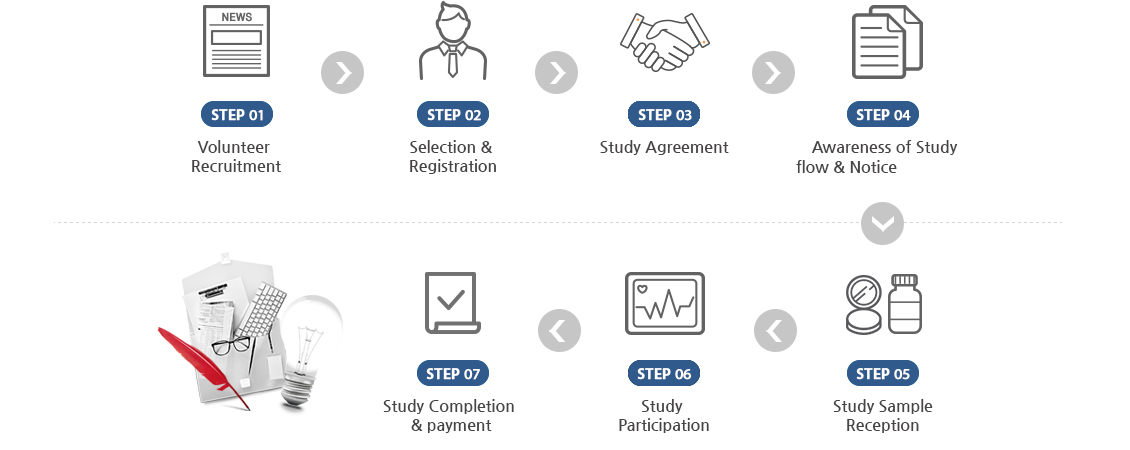 NEWS
STEP 01
STEP 02
STEP 03
STEP 04
Volunteer
Recruitment
Selection &
Registration
Study Agreement
Awareness of Study
flow & Notice
STEP 07
STEP 06
STEP 05
Study Completion
& payment
Study
Participation
Study Sample
Reception